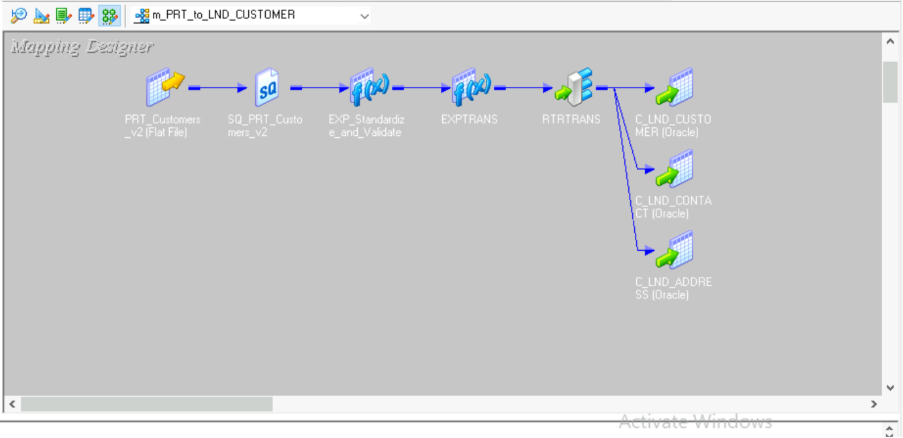 m_PRT_to_LND_CUSTOMER
Mapping Designer
PRT_Customers
_v2 (Flat File)
SQ_PRT_Custo
mers_v2
EXP_Standardiz
e_and_Validate
EXPTRANS
RTRTRANS
C_LND_CUSTO
MER (Oracle)
C_LND_CONTA
CT (Oracle)
C_LND_ADDRE
SS (Oracle)
SQ
f(x)
f(x)
Activate Windows